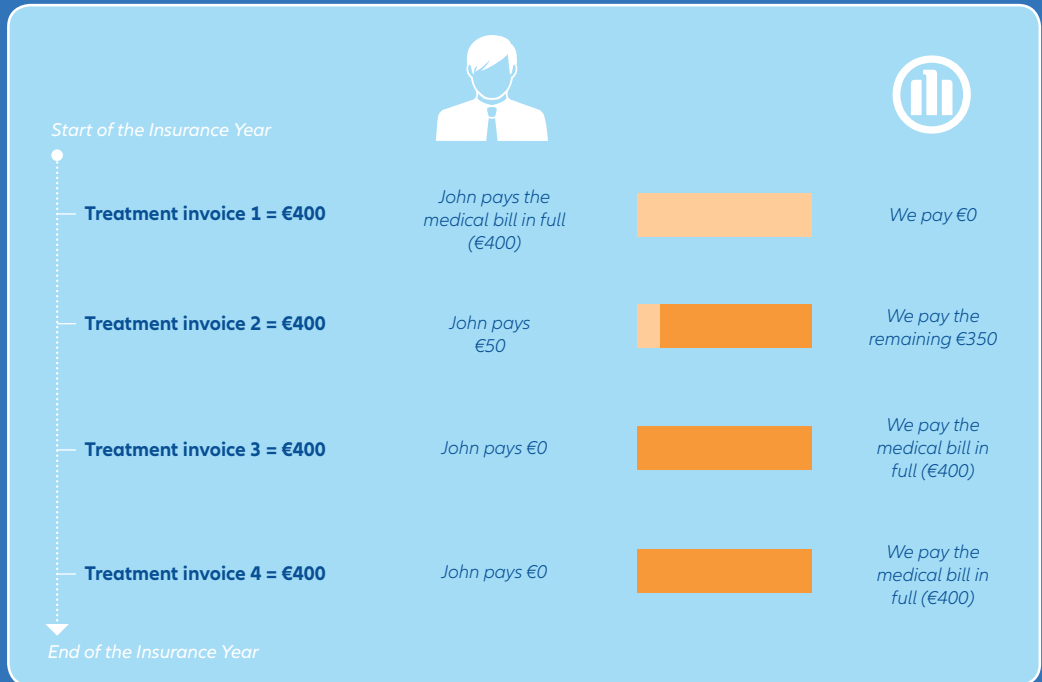 Start of the Insurance Year
Treatment invoice 1 = €400
John pays the
medical bill in full
(€400)
We pay €0
Treatment invoice 2 = €400
John pays
€50
We pay the
remaining €350
Treatment invoice 3 = €400
John pays €0
We pay the
medical bill in
full (€400)
Treatment invoice 4 = €400
John pays €0
We pay the
medical bill in
full (€400)
End of the Insurance Year